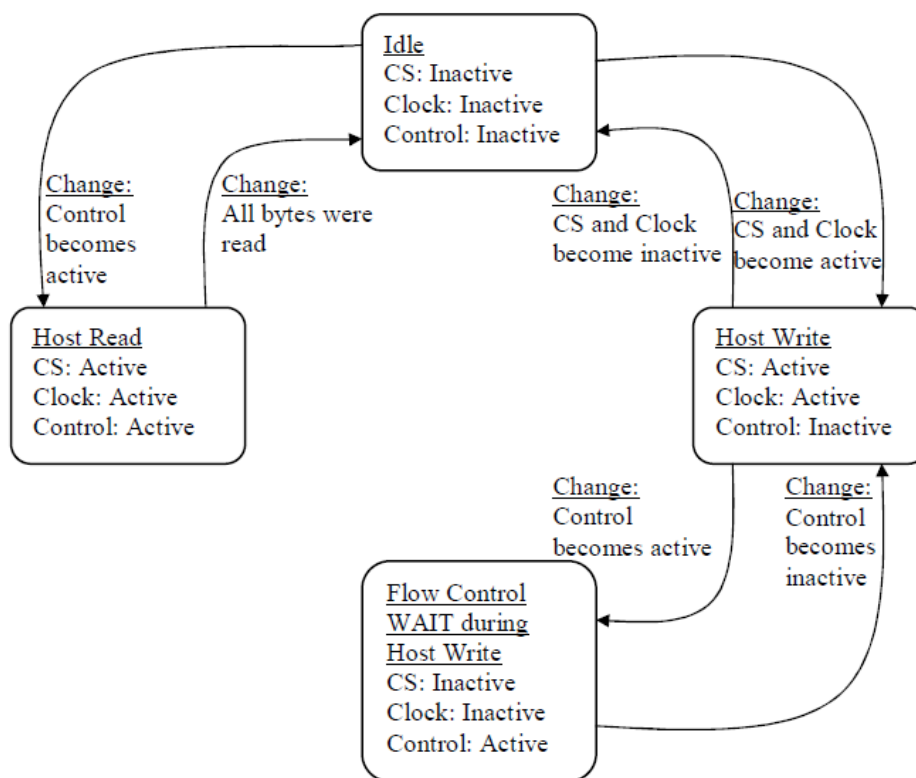 Idle
CS: Inactive
Clock: Inactive
Control: Inactive
Change:
Control
becomes
active
Change:
All bytes were
read
Change:
CS and Clock
become inactive
Change:
CS and Clock
become active
Host Read
CS: Active
Clock: Active
Control: Active
Host Write
CS: Active
Clock: Active
Control: Inactive
Change:
Control
becomes active
Change:
Control
becomes
inactive
Flow Control
WAIT during
Host Write
CS: Inactive
Clock: Inactive
Control: Active